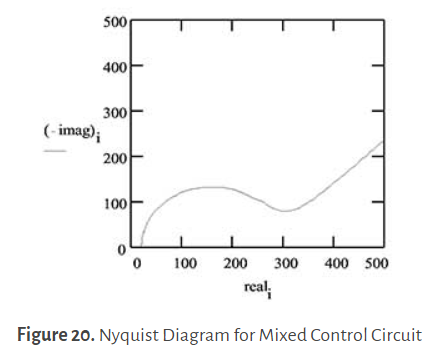 500
400
300
(- imag)i
200
100
0
0 100 200 300 400 500
reali
Figure 20. Nyquist Diagram for Mixed Control Circuit